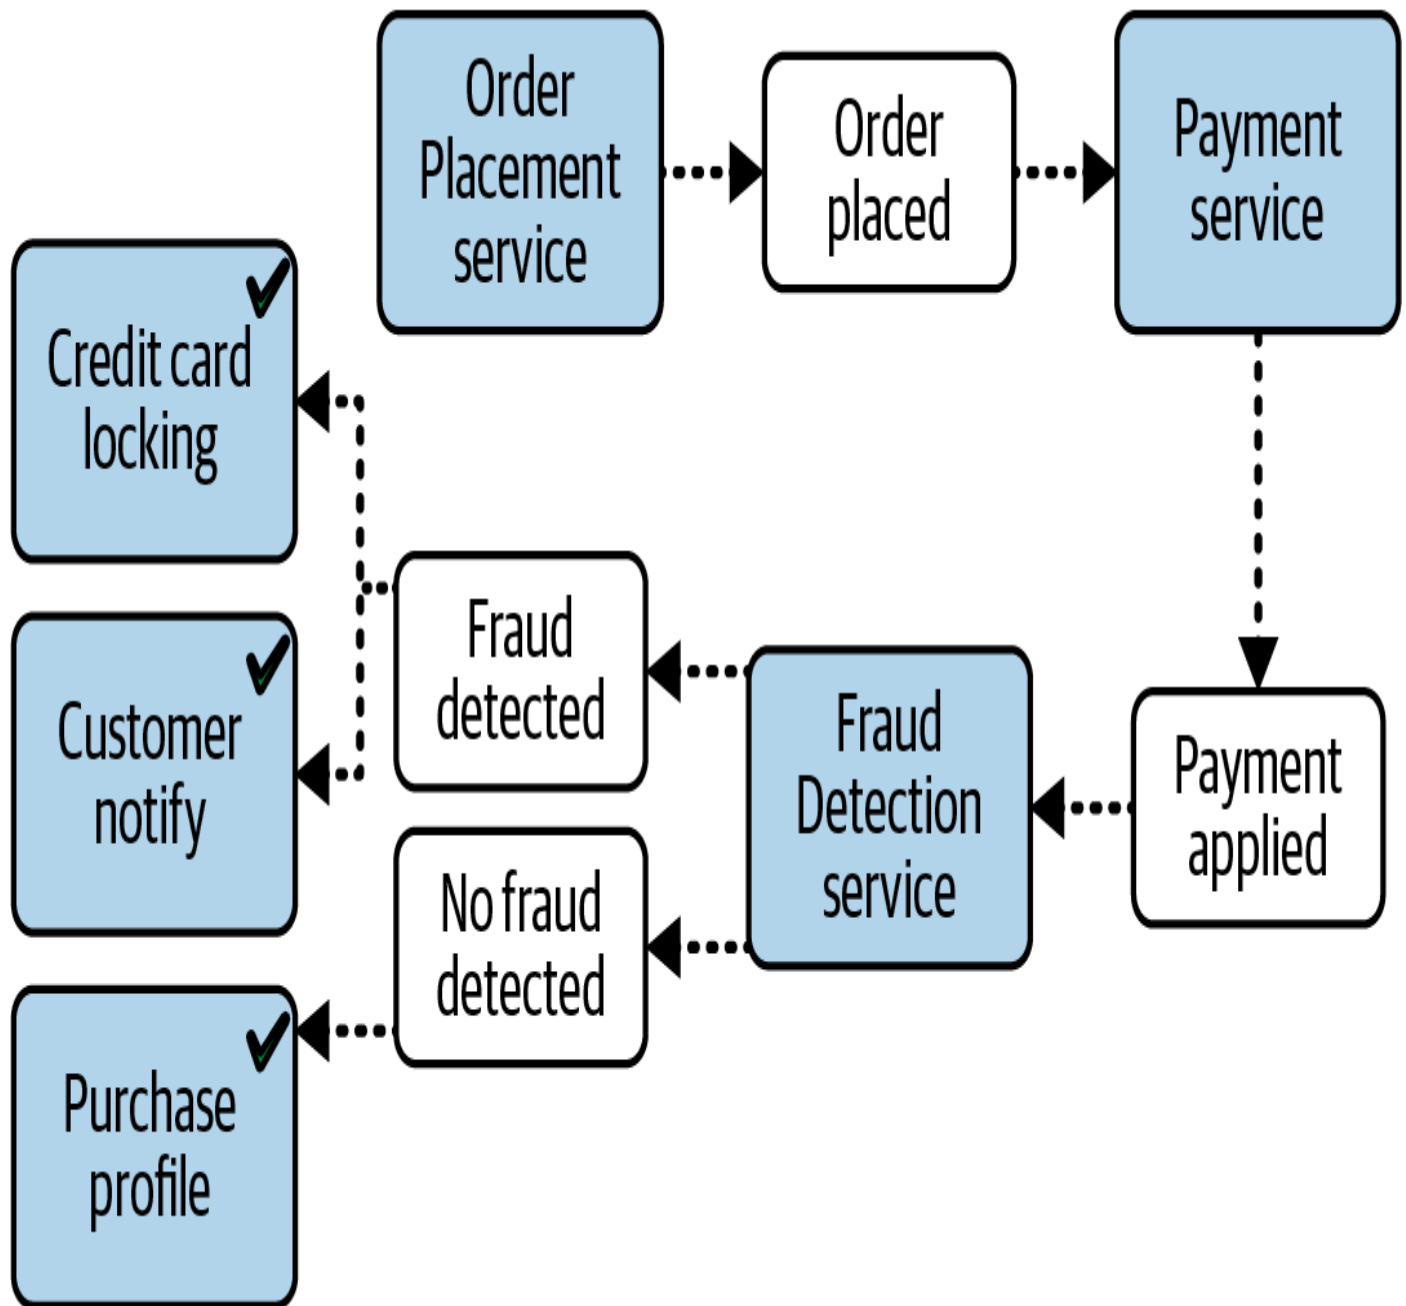 Order
Placement
service
Order
placed
Payment
service
Credit card
locking
Fraud
detected
Customer
notify
Fraud
Detection
service
Payment
applied
No fraud
detected
Purchase
profile